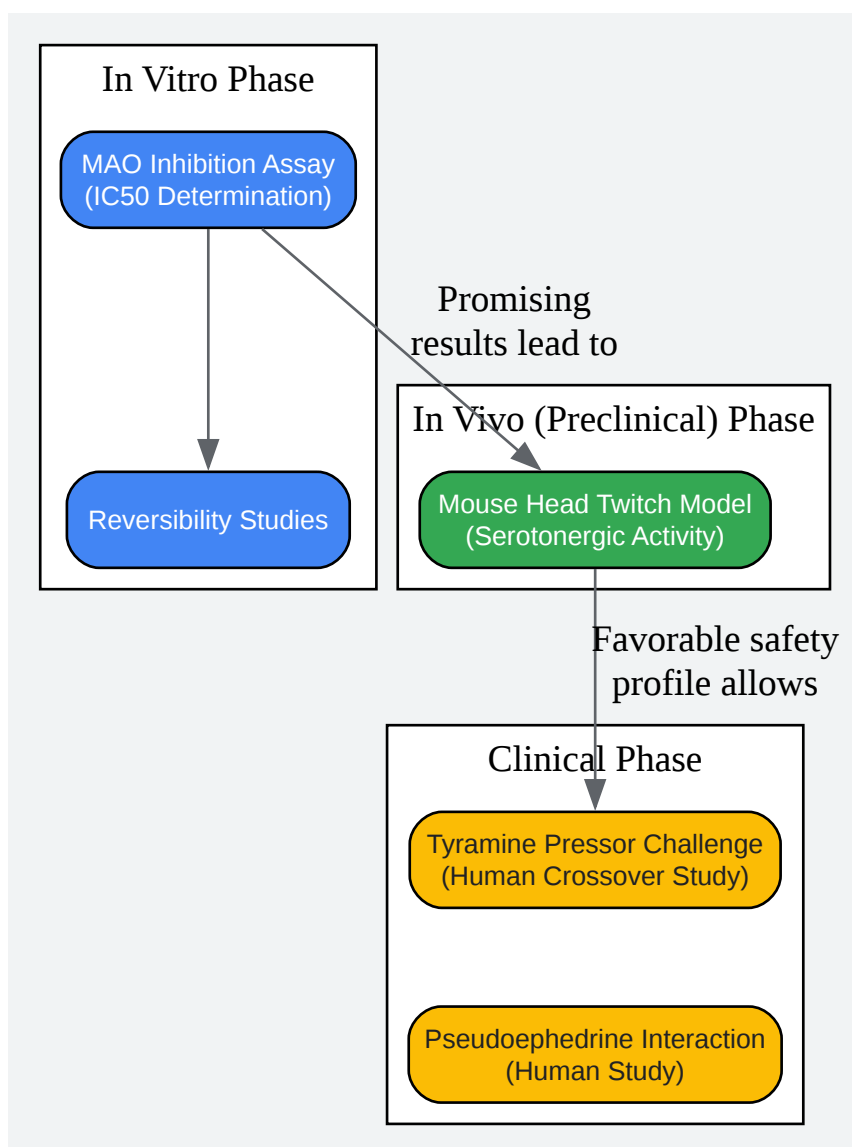 In Vitro Phase
MAO Inhibition Assay
(IC50 Determination)
Promising
results lead to
In Vivo (Preclinical) Phase
Reversibility Studies
Mouse Head Twitch Model
(Serotonergic Activity)
Favorable safety
profile allows
Clinical Phase
Tyramine Pressor Challenge
(Human Crossover Study)
Pseudoephedrine Interaction
(Human Study)